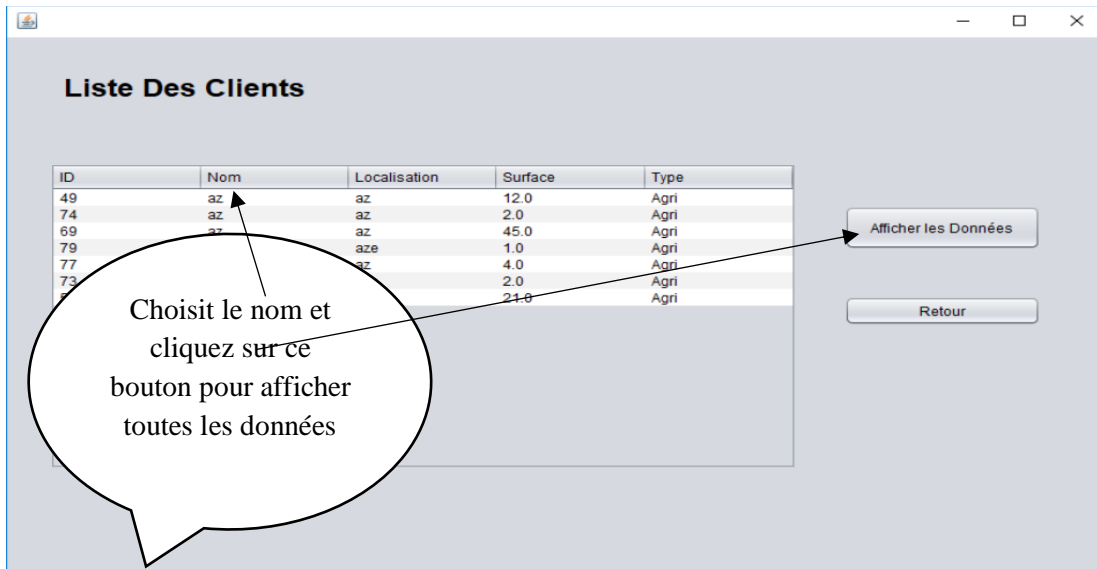 Liste Des Clients
ID Nom Localisation Surface Type
49 az az 12.0 Agri
74 az az 2.0 Agri
69 az az 45.0 Agri
79 aze 1.0 Agri
77 az 4.0 Agri
73 2.0 Agri
21.0 Agri
Afficher les Données
Retour
Choisit le nom et
cliquez sur ce
bouton pour afficher
toutes les données